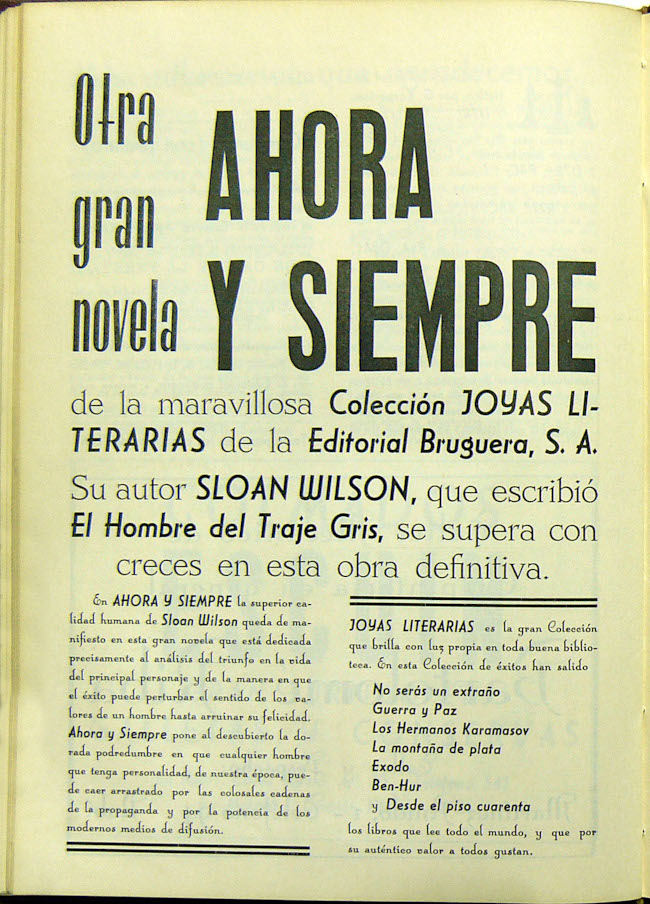 Otra
gran
novela
AHORA
Y SIEMPRE
de la maravillosa Colección JOYAS LI-
TERARIAS de la Editorial Bruguera, S. A.
Su autor SLOAN WILSON, que escribió
El Hombre del Traje Gris, se supera con
creces en esta obra definitiva.
En AHORA Y SIEMPRE la superior ca-
lidad humana de Sloan Wilson queda de ma-
nifiesto en esta gran novela que está dedicada
precisamente al análisis del triunfo en la vida
del principal personaje y de la manera en que
el éxito puede perturbar el sentido de los va-
lores de un hombre hasta arruinar su felicidad.
Ahora y Siempre pone al descubierto la do-
rada podredumbre en que cualquier hombre
que tenga personalidad, de nuestra época, pue-
de caer arrastrado por las colosales cadenas
de la propaganda y por la potencia de los
modernos medios de difusión.
JOYAS LITERARIAS es la gran Colección
que brilla con luz propia en toda buena biblio-
teca. En esta Colección de éxitos han salido
No serás un extraño
Guerra y Paz
Los Hermanos Karamasov
La montaña de plata
Exodo
Ben-Hur
y Desde el piso cuarenta
los libros que lee todo el mundo, y que por
su auténtico valor a todos gustan.